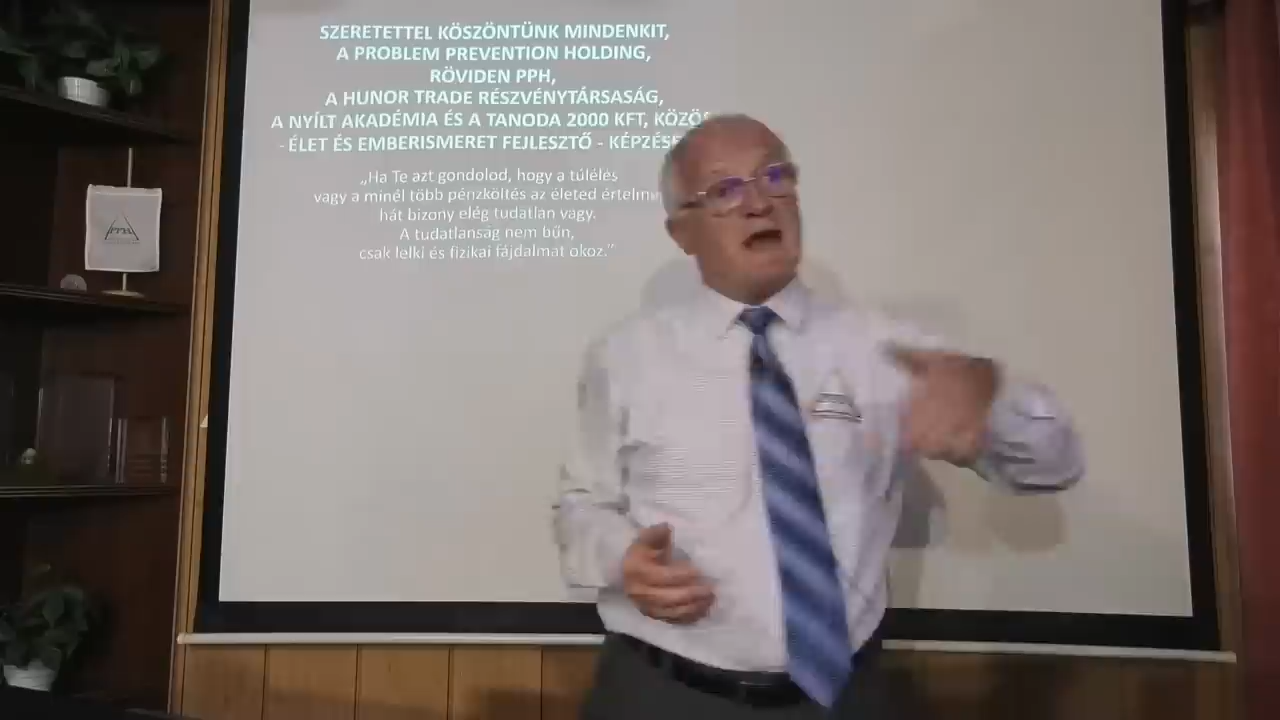 SZERETETTEL KÖSZÖNTÜNK MINDENKIT,
A PROBLEM PREVENTION HOLDING,
RÖVIDEN PPH,
A HUNOR TRADE RÉSZVÉNYTÁRSASÁG,
A NYÍLT AKADÉMIA ÉS A TANODA 2000 KFT, KÖZÖS
- ÉLET ÉS EMBERISMERET FEJLESZTŐ - KÉPZÉSE
„Ha Te azt gondolod, hogy a túlélés
vagy a minél több pénzköltés az életed értelme
hát bizony elég tudatlan vagy.
A tudatlanság nem bűn,
csak lelki és fizikai fájdalmat okoz.”